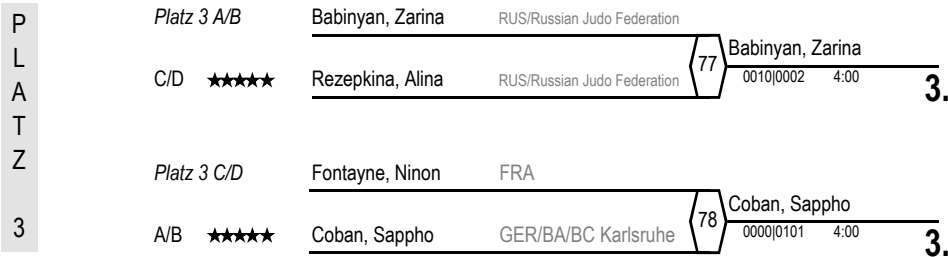 PLATZ 3
Platz 3 A/B Babinyan, Zarina RUS/Russian Judo Federation
77 Babinyan, Zarina
C/D ★★★★★ Rezepkina, Alina RUS/Russian Judo Federation
0010|0002 4:00
3.
Platz 3 C/D Fontayne, Ninon FRA
78 Coban, Sappho
A/B ★★★★★ Coban, Sappho GER/BA/BC Karlsruhe
0000|0101 4:00
3.